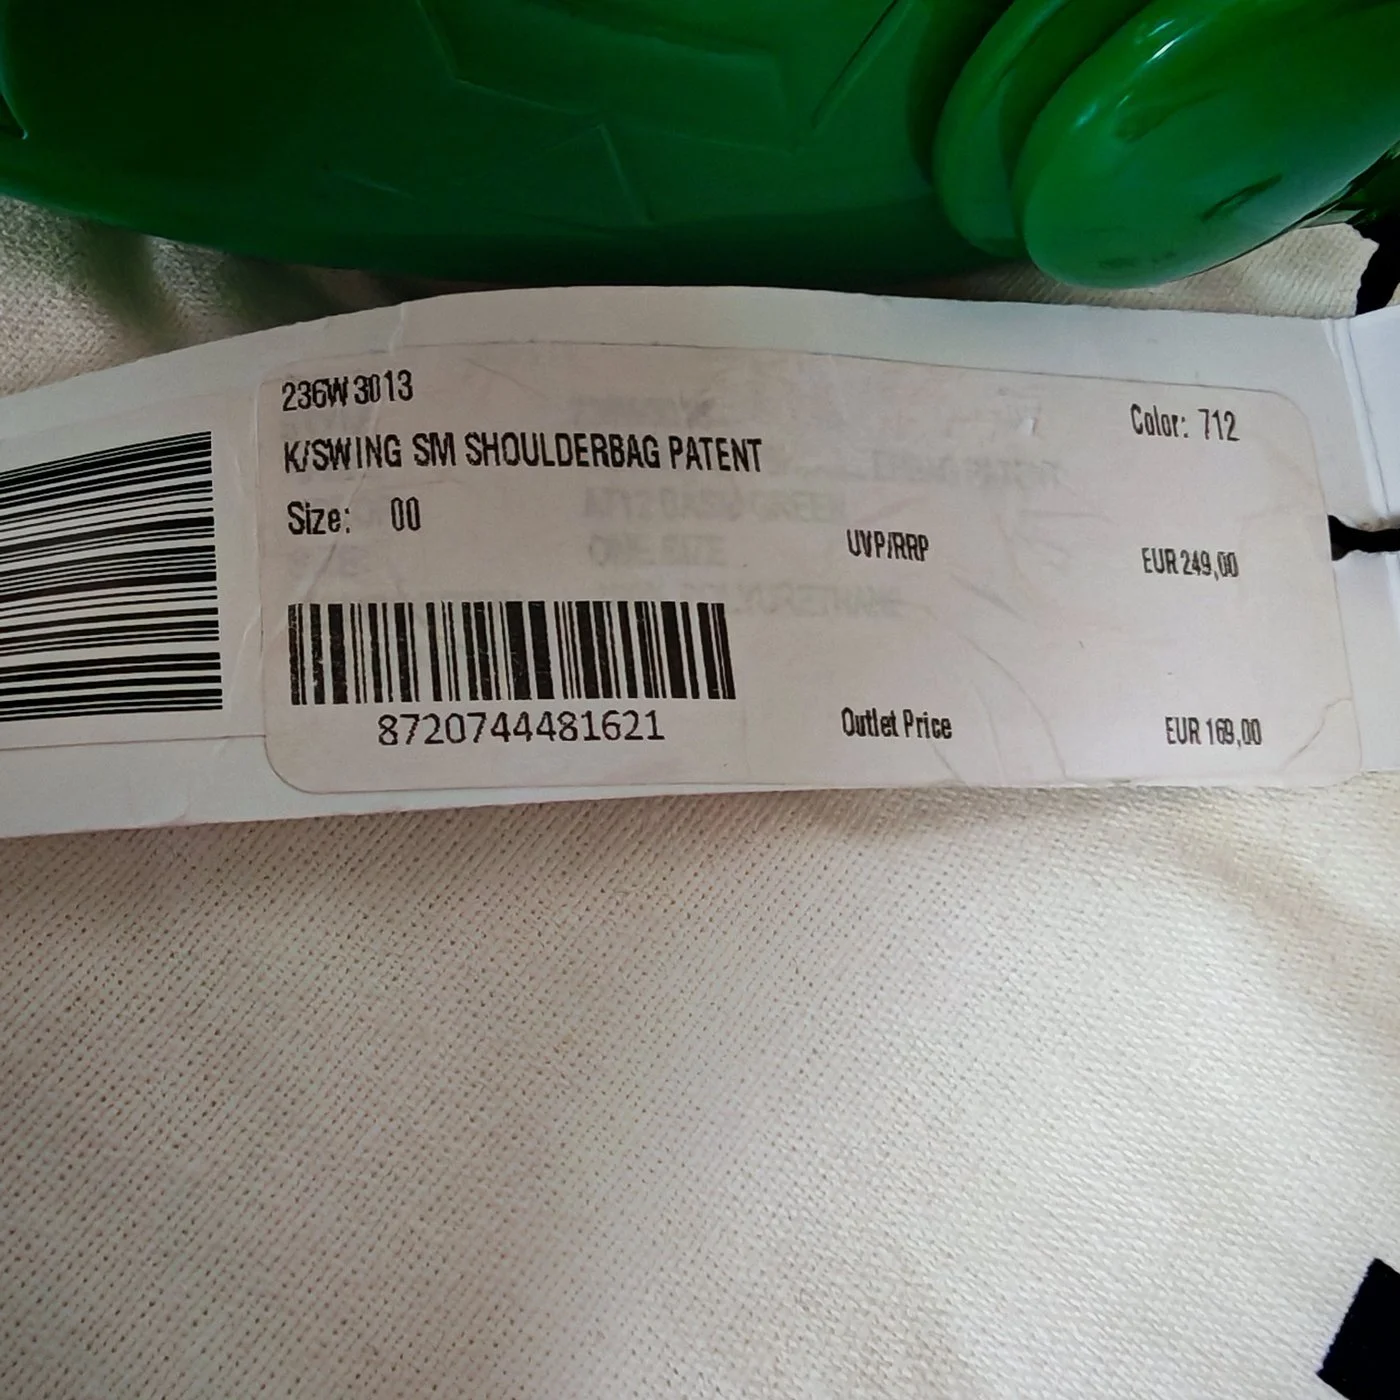 236W3013
Color: 712
K/SWING SM SHOULDERBAG PATENT
Size: 00
UVP/RRP EUR 249,00
8720744481621
Outlet Price EUR 169,00